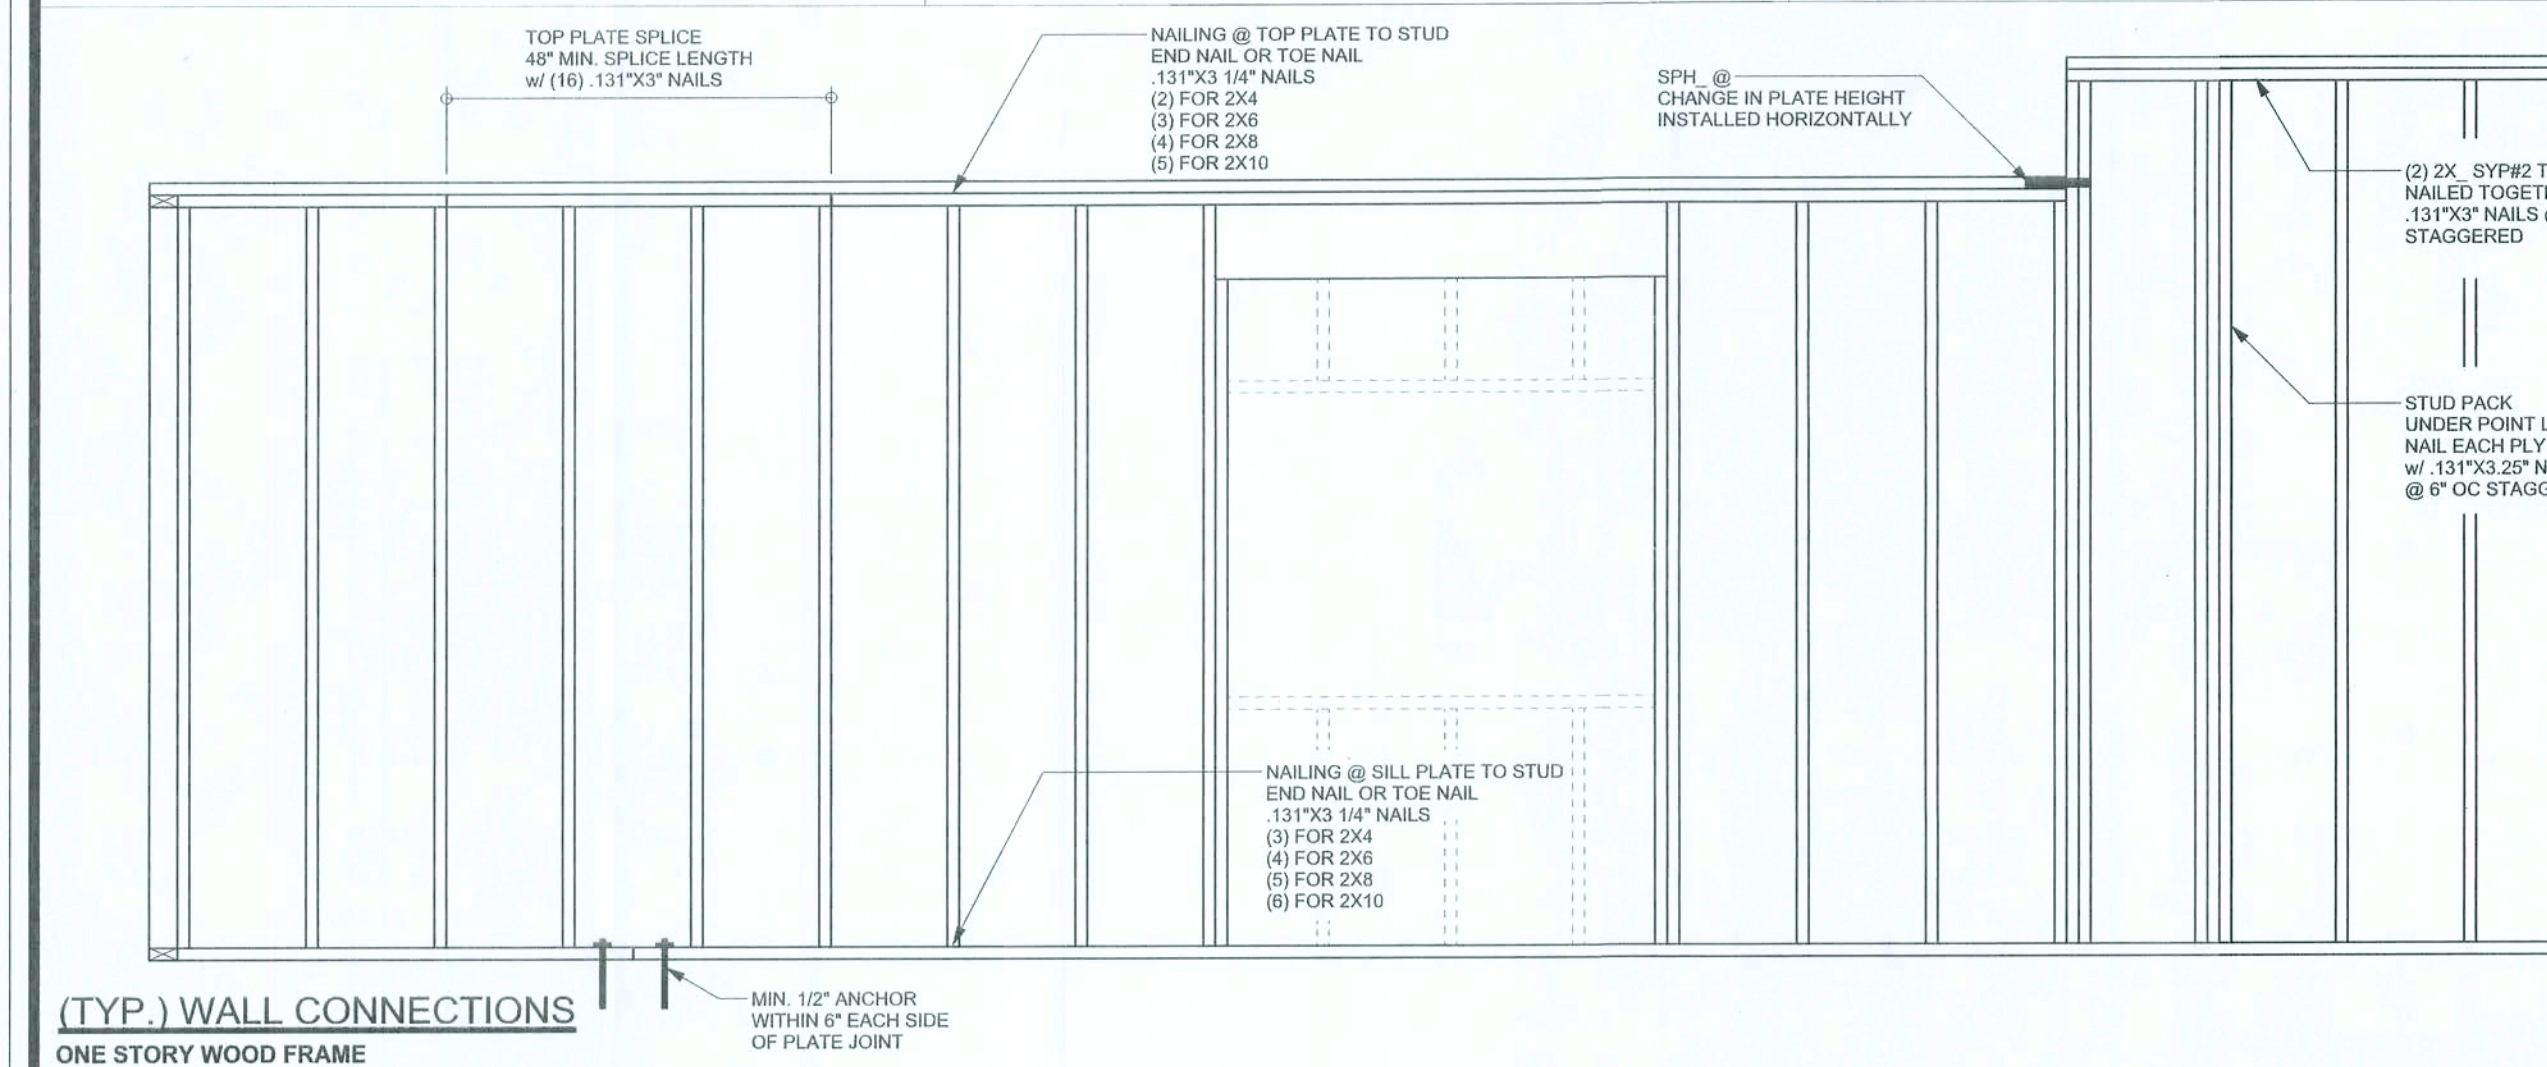 TOP PLATE SPLICE
48" MIN. SPLICE LENGTH
w/ (16) .131"X3" NAILS
NAILING @ TOP PLATE TO STUD
END NAIL OR TOE NAIL
.131"X3 1/4" NAILS
(2) FOR 2X4
(3) FOR 2X6
(4) FOR 2X8
(5) FOR 2X10
SPH_ @
CHANGE IN PLATE HEIGHT
INSTALLED HORIZONTALLY
(2) 2X_ SYP#2 T
NAILED TOGET
.131"X3" NAILS
STAGGERED
STUD PACK
UNDER POINT L
NAIL EACH PLY
w/ .131"X3.25" N
@ 6" OC STAGG
NAILING @ SILL PLATE TO STUD
END NAIL OR TOE NAIL
.131"X3 1/4" NAILS
(3) FOR 2X4
(4) FOR 2X6
(5) FOR 2X8
(6) FOR 2X10
MIN. 1/2" ANCHOR
WITHIN 6" EACH SIDE
OF PLATE JOINT
(TYP.) WALL CONNECTIONS
ONE STORY WOOD FRAME